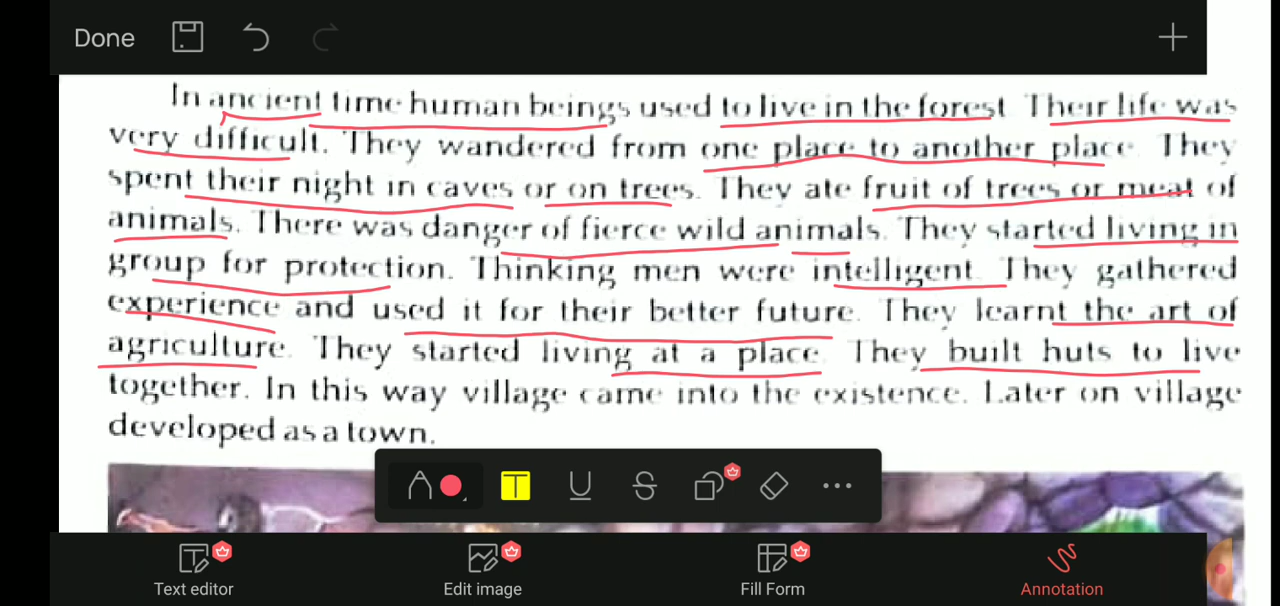 Done
In ancient time human beings used to live in the forest. Their life was
very difficult. They wandered from one place to another place. They
spent their night in caves or on trees. They ate fruit of trees or meat of
animals. There was danger of fierce wild animals. They started living in
group for protection. Thinking men were intelligent. They gathered
experience and used it for their better future. They learnt the art of
agriculture. They started living at a place. They built huts to live
together. In this way village came into the existence. Later on village
developed as a town.
T U S
Text editor Edit image Fill Form Annotation